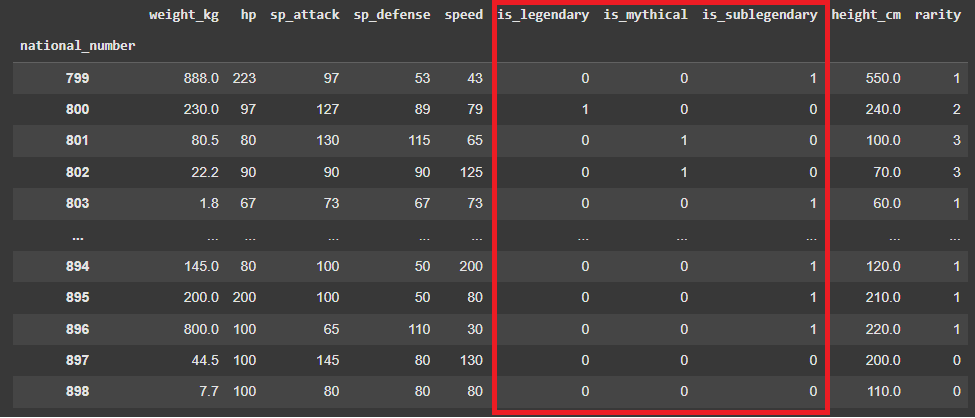 weight_kg hp sp_attack sp_defense speed is_legendary is_mythical is_sublegendary height_cm rarity
national_number
799 888.0 223 97 53 43 0 0 1 550.0 1
800 230.0 97 127 89 79 1 0 0 240.0 2
801 80.5 80 130 115 65 0 1 0 100.0 3
802 22.2 90 90 90 125 0 1 0 70.0 3
803 1.8 67 73 67 73 0 0 1 60.0 1
... ... ... ... ... ... ... ... ... ... ...
894 145.0 80 100 50 200 0 0 1 120.0 1
895 200.0 200 100 50 80 0 0 1 210.0 1
896 800.0 100 65 110 30 0 0 1 220.0 1
897 44.5 100 145 80 130 0 0 0 200.0 0
898 7.7 100 80 80 80 0 0 0 110.0 0